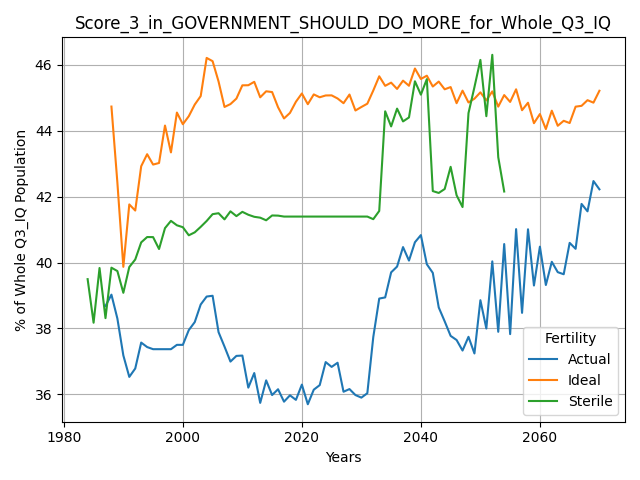 Score_3_in_GOVERNMENT_SHOULD_DO_MORE_for_Whole_Q3_IQ
% of Whole Q3_IQ Population
46
44
42
40
38
36
1980
2000
2020
2040
2060
Years
Fertility
Actual
Ideal
Sterile